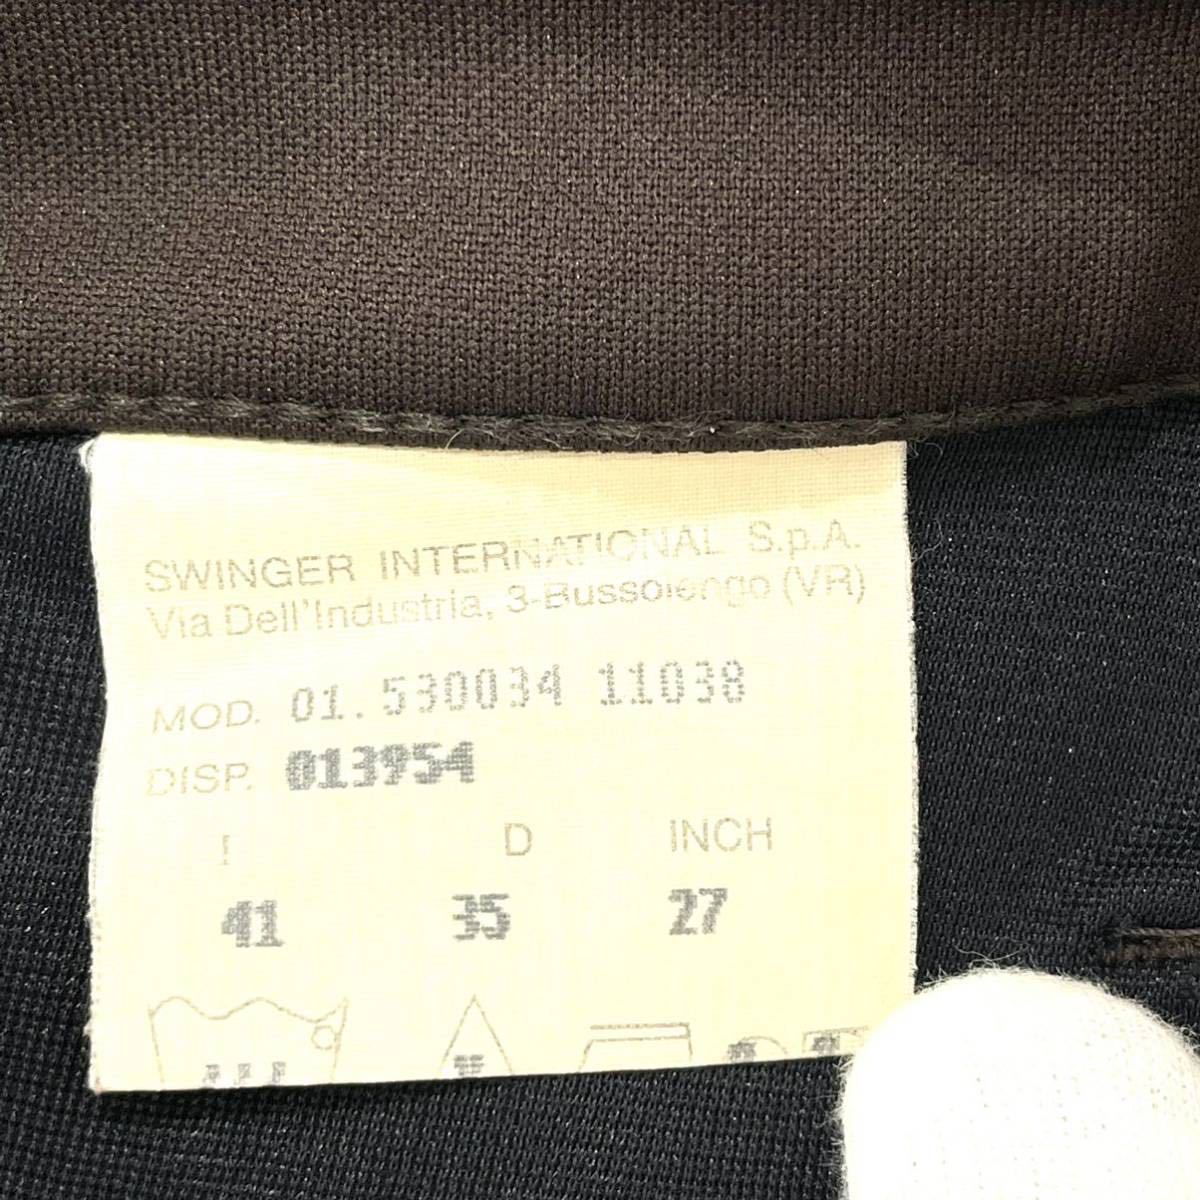 SWINGER INTERNATIONAL S.p.A.
Via Dell'Industria, 3-Bussolengo (VR)
MOD. 01.530034 11038
DISP. 013954
I D INCH
41 35 27